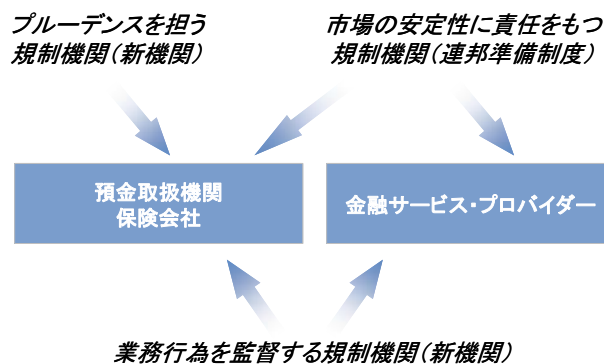 プルーデンスを担う
規制機関（新機関）
市場の安定性に責任をもつ
規制機関（連邦準備制度）
預金取扱機関
保険会社
金融サービス・プロバイダー
業務行為を監督する規制機関（新機関）